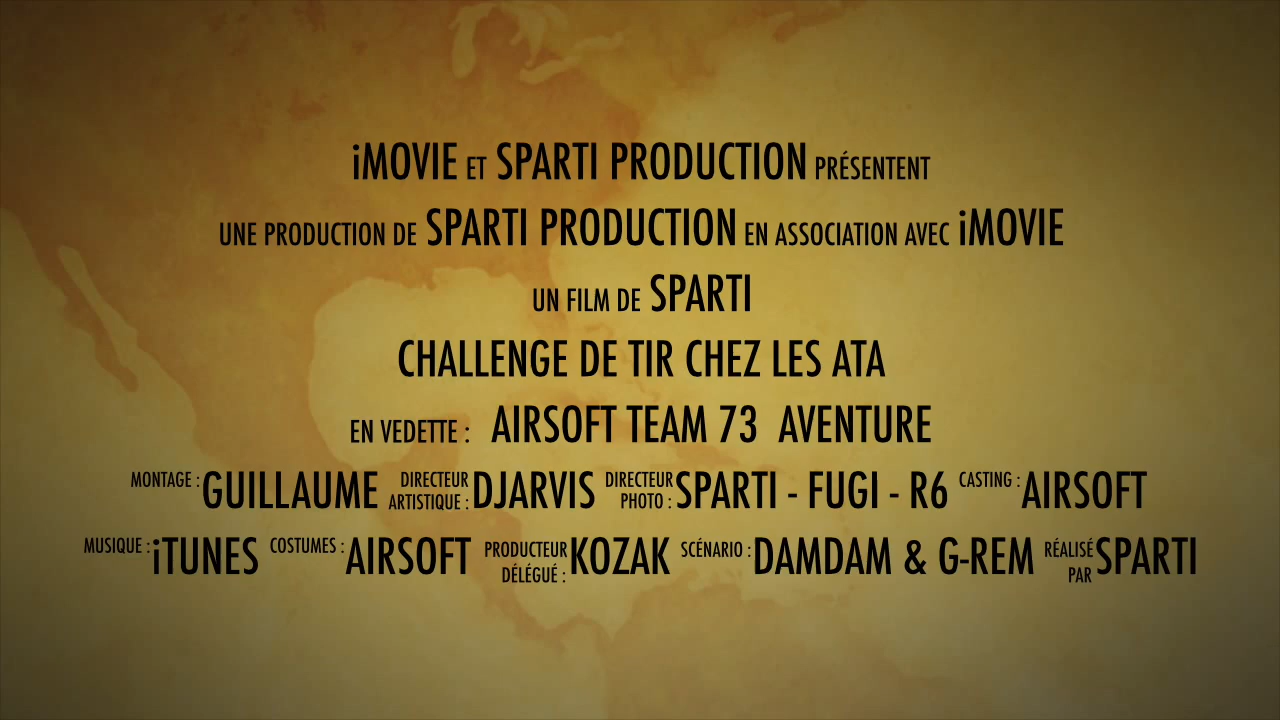 iMOVIE ET SPARTI PRODUCTION PRÉSENTENT
UNE PRODUCTION DE SPARTI PRODUCTION EN ASSOCIATION AVEC iMOVIE
UN FILM DE SPARTI
CHALLENGE DE TIR CHEZ LES ATA
EN VEDETTE : AIRSOFT TEAM 73 AVENTURE
MONTAGE : GUILLAUME DIRECTEUR ARTISTIQUE : DJARVIS DIRECTEUR PHOTO : SPARTI - FUGI - R6 CASTING : AIRSOFT
MUSIQUE : iTUNES COSTUMES : AIRSOFT PRODUCTEUR DÉLÉGUÉ : KOZAK SCÉNARIO : DAMDAM & G-REM RÉALISÉ PAR SPARTI